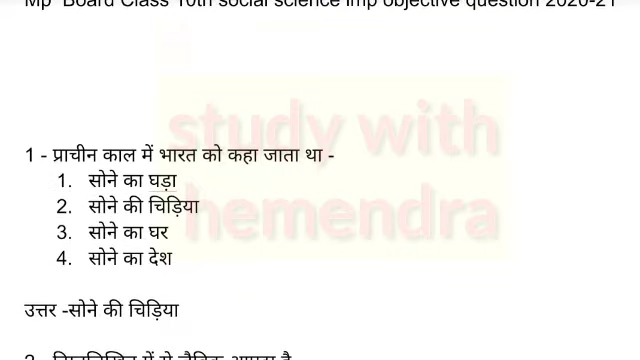 Mp Board Class 10th social science imp objective question 2020-21
study with
hemendra
1 - प्राचीन काल में भारत को कहा जाता था -
1. सोने का घड़ा
2. सोने की चिड़िया
3. सोने का घर
4. सोने का देश
उत्तर -सोने की चिड़िया